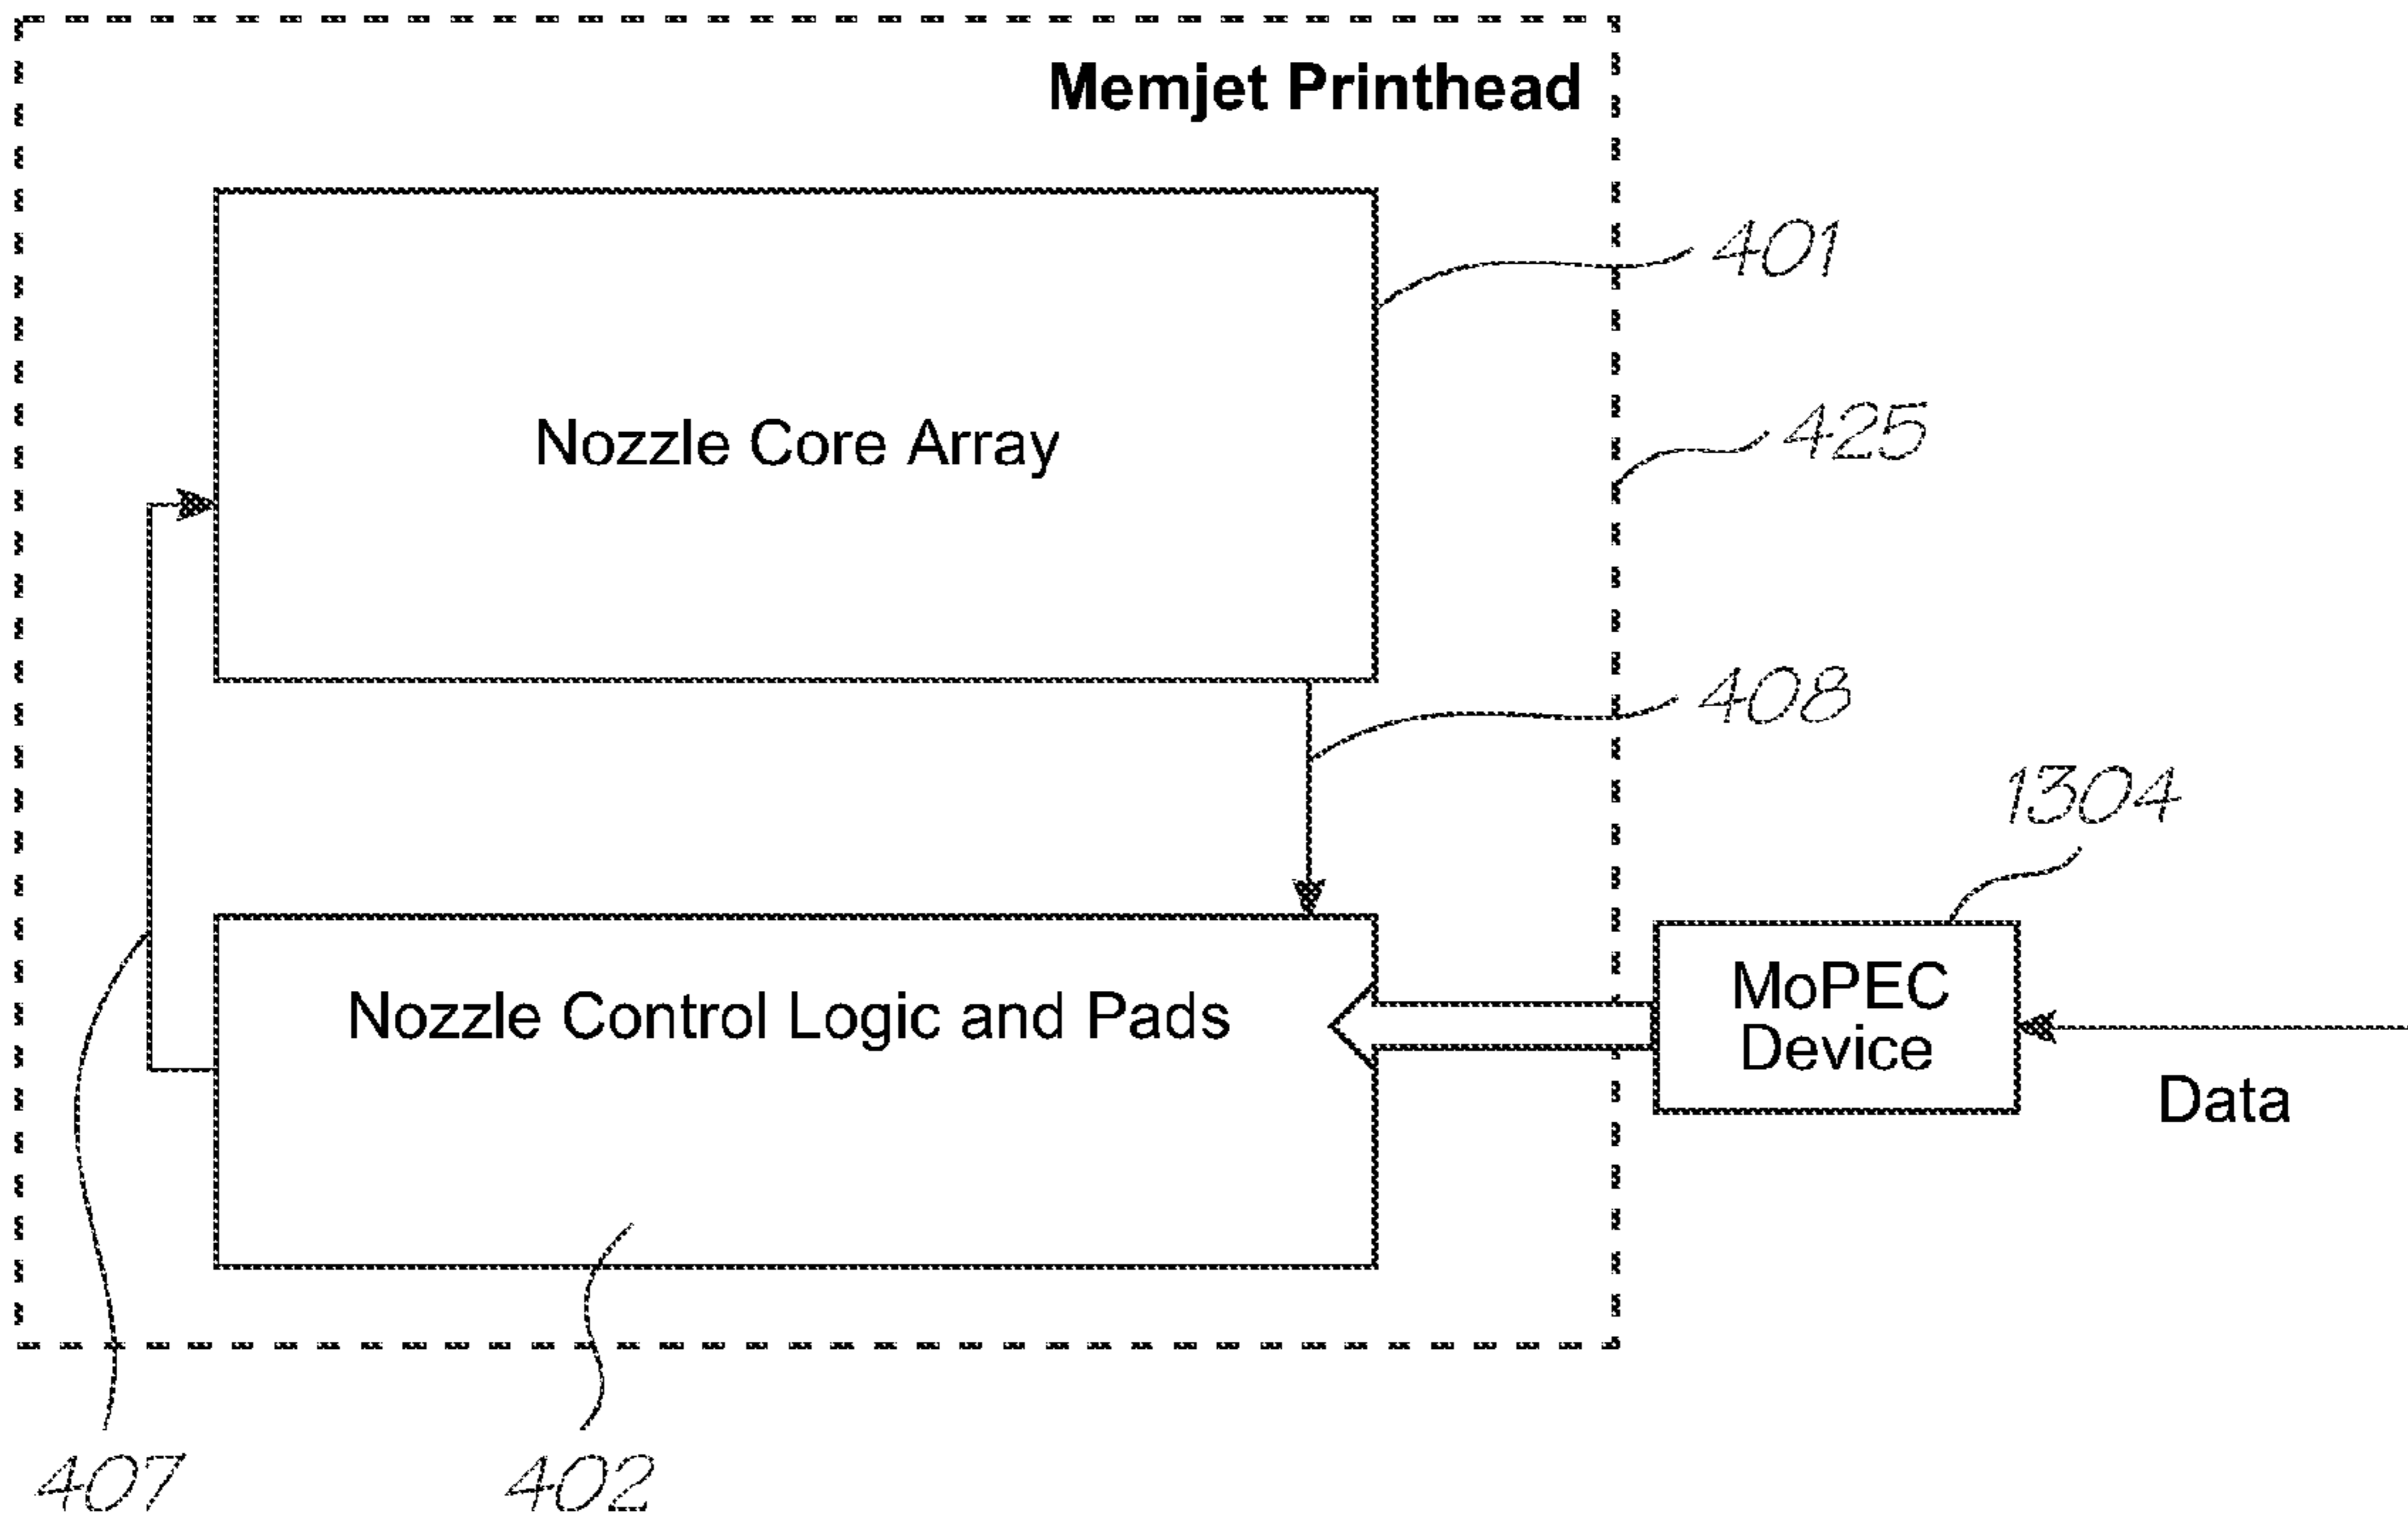 Memjet Printhead
401
Nozzle Core Array
425
408
1304
Nozzle Control Logic and Pads
MoPEC
Device
Data
407
402